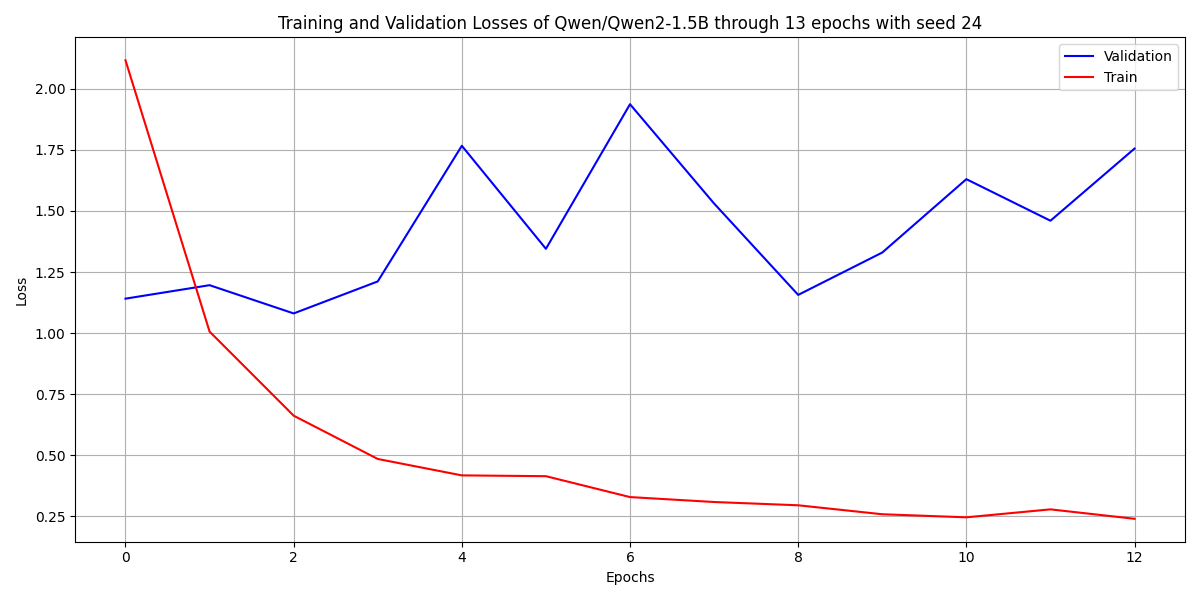 Training and Validation Losses of Qwen/Qwen2-1.5B through 13 epochs with seed 24
Validation
Train
2.00
1.75
1.50
1.25
1.00
0.75
0.50
0.25
Loss
0 2 4 6 8 10 12
Epochs